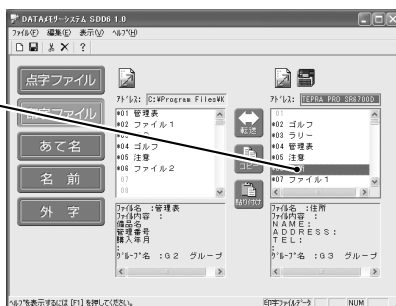 DATAメモリーシステム SDD6 1.0
ファイル(F) 編集(E) 表示(V) ヘルプ(H)
点字ファイル
ファイル
あて名
名 前
外 字
アドレス: C:¥Program Files¥K
*01 管理表
*02 ファイル1
*04 ゴルフ
*05 注意
*06 ファイル2
07
08
ファイル名 :管理表
ファイル内容 :
備品名
管理番号
購入年月
:
グループ名 :G2 グループ
転送
コピー
貼り付け
アドレス: TEPRA PRO SR6700D
01
*02 ゴルフ
*03 ラリー
*04 管理表
*05 注意
*07 ファイル1
ファイル名 :住所
ファイル内容 :
NAME:
ADDRESS:
TEL:
:
グループ名 :G3 グループ
ヘルプを表示するには [F1] を押してください。
印字ファイルデータ
NUM